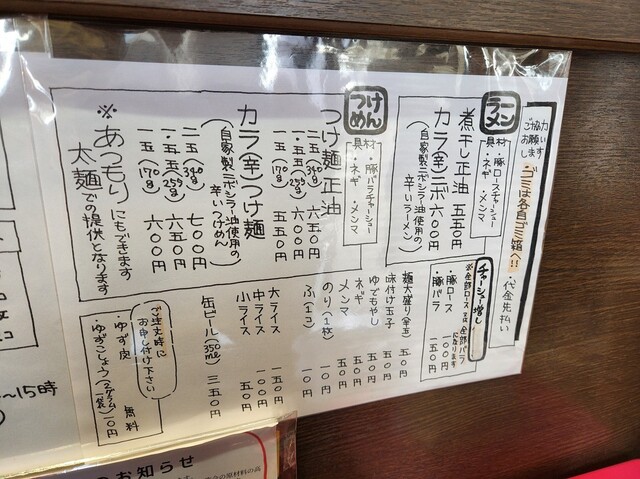 ご協力
お願い
します
・ゴミは各自ゴミ箱へ!!
・代金先払い
ラーメン
具材
・豚ロースチャーシュー
・ネギ・メンマ
煮干し正油 五五〇円
カラ(辛)ニボ 六〇〇円
(自家製ニボシラー油使用の
辛いラーメン)
チャーシュー増し
※全部ロース or 全部バラ
になります
・豚ロース 一〇〇円
・豚バラ 一五〇円
麺大盛り(半玉) 五〇円
味付け玉子 五〇円
ゆでもやし 五〇円
ネギ 五〇円
メンマ 五〇円
のり(1枚) 一〇円
ふ(1コ) 一〇円
大ライス 一五〇円
中ライス 一〇〇円
小ライス 五〇円
缶ビール(350ml) 三五〇円
つけめん
具材
・豚バラチャーシュー
・ネギ・メンマ
つけ麺正油
二玉(340g) 六五〇円
一.五玉(255g) 六〇〇円
一玉(170g) 五五〇円
カラ(辛)つけ麺
(自家製ニボシラー油使用の
辛いつけめん)
二玉(340g) 七〇〇円
一.五玉(255g) 六五〇円
一玉(170g) 六〇〇円
※あつもりにもできます
太麺での提供となります
ご注文時に
お申し付け下さい
・ゆず皮 無料
・ゆずこしょう(2グラム1袋) 一〇円
〜15時
のお知らせ